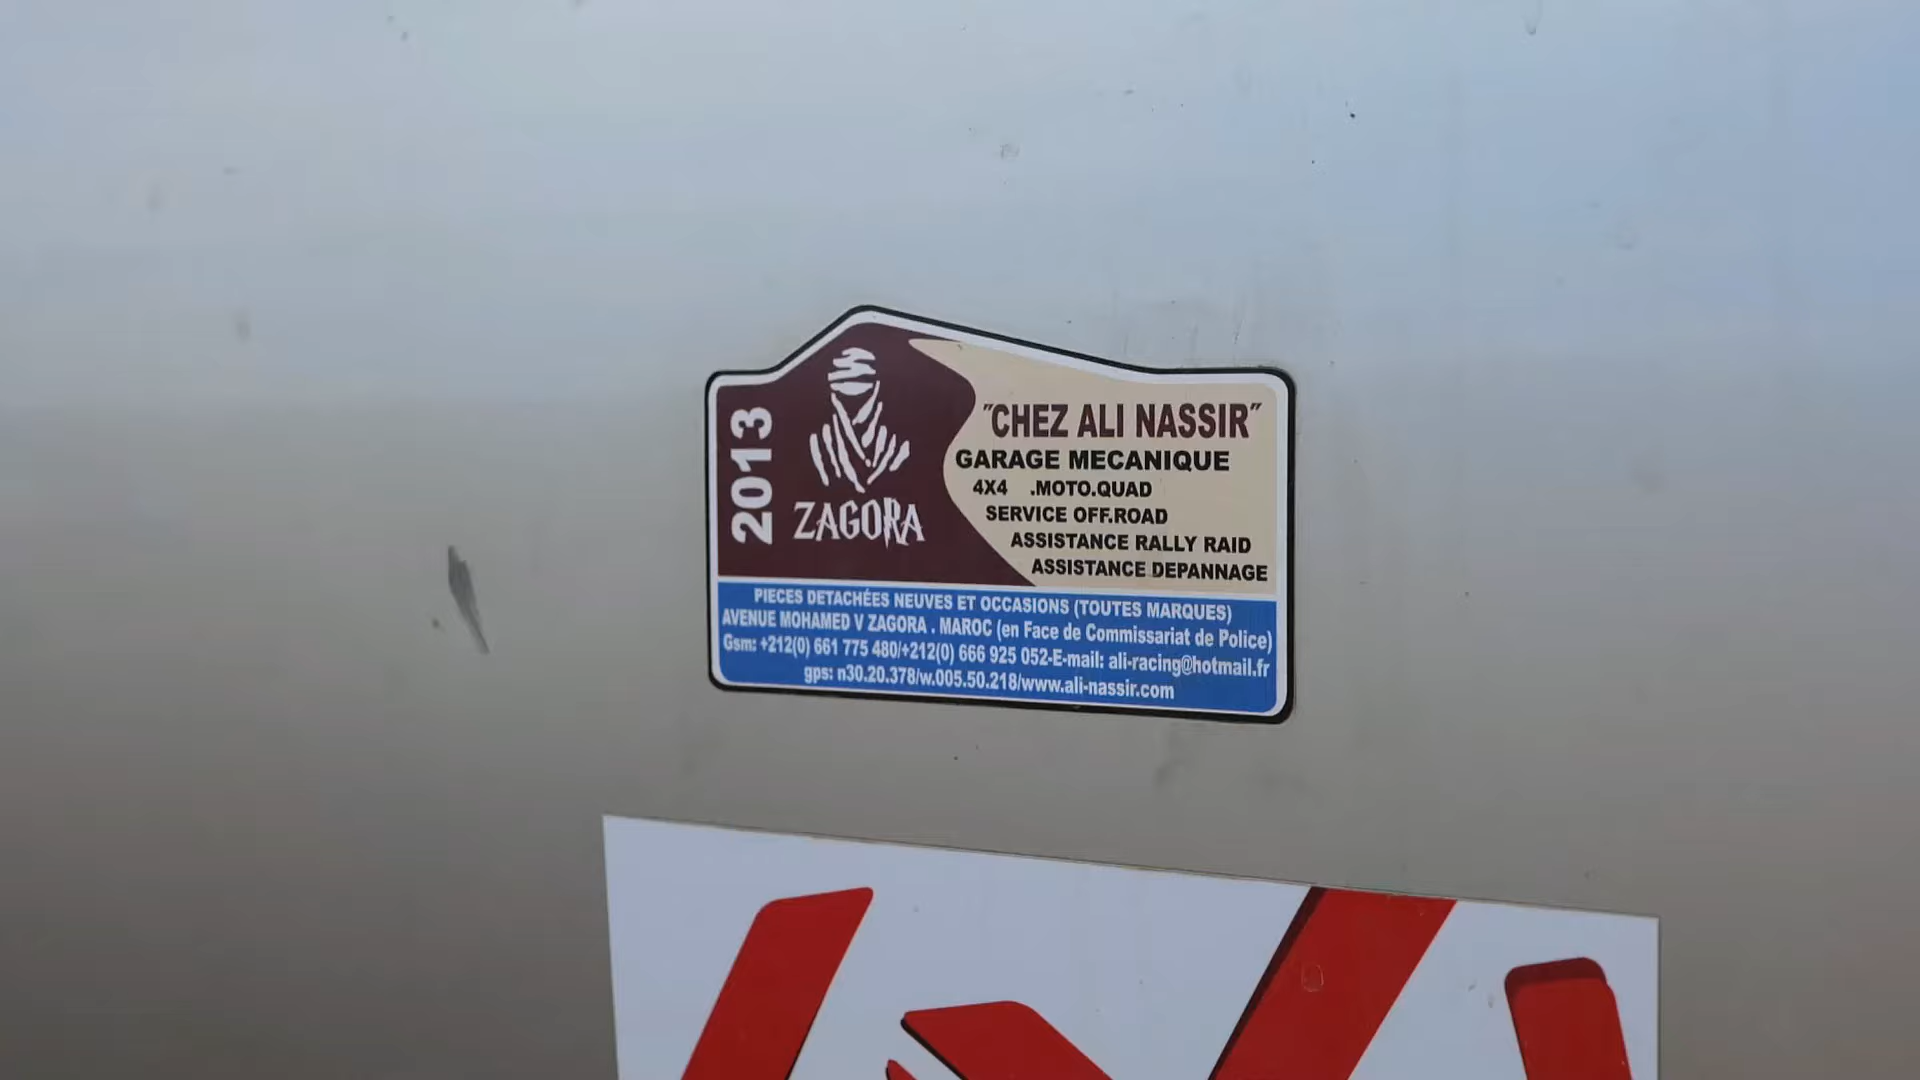 2013
ZAGORA
"CHEZ ALI NASSIR"
GARAGE MECANIQUE
4X4 .MOTO.QUAD
SERVICE OFF.ROAD
ASSISTANCE RALLY RAID
ASSISTANCE DEPANNAGE
PIECES DETACHÉES NEUVES ET OCCASIONS (TOUTES MARQUES)
AVENUE MOHAMED V ZAGORA . MAROC (en Face de Commissariat de Police)
Gsm: +212(0) 661 775 480/+212(0) 666 925 052-E-mail: ali-racing@hotmail.fr
gps: n30.20.378/w.005.50.218/www.ali-nassir.com